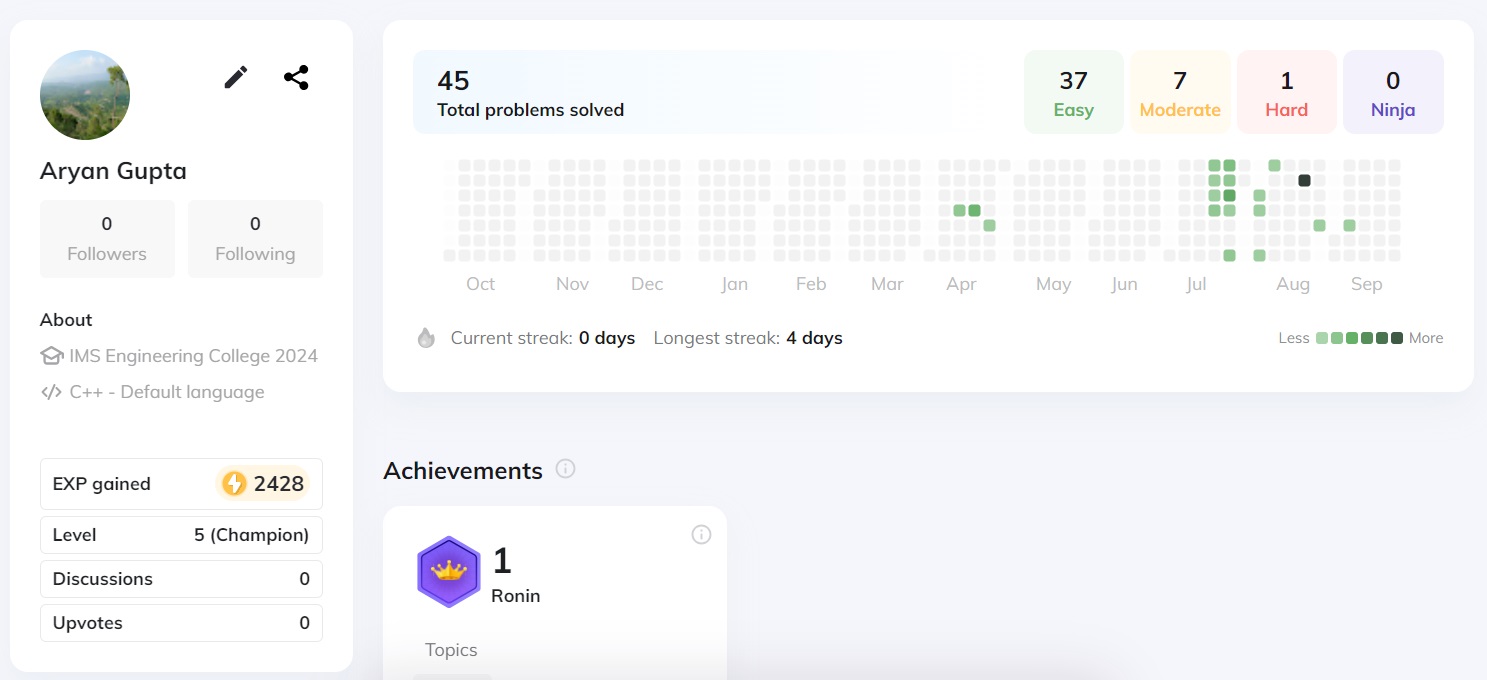 Aryan Gupta
0
Followers
0
Following
About
IMS Engineering College 2024
C++ - Default language
EXP gained 2428
Level 5 (Champion)
Discussions 0
Upvotes 0
45
Total problems solved
37
Easy
7
Moderate
1
Hard
0
Ninja
Oct Nov Dec Jan Feb Mar Apr May Jun Jul Aug Sep
Current streak: 0 days Longest streak: 4 days
Less More
Achievements
1
Ronin
Topics